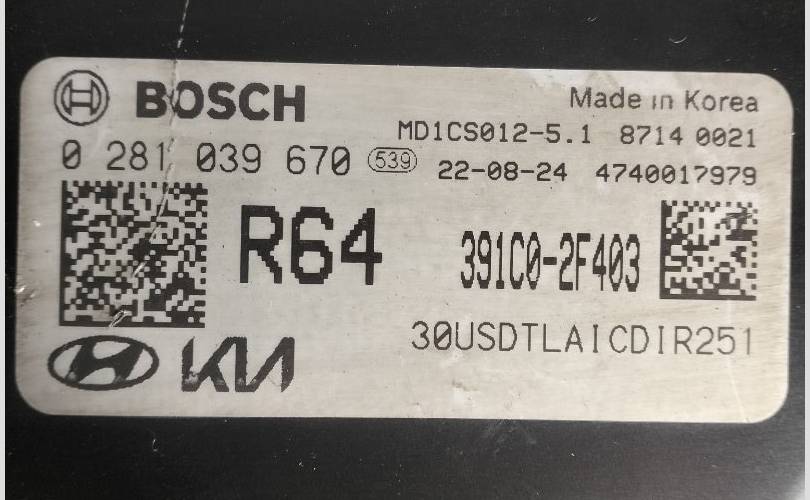 BOSCH
Made in Korea
MD1CS012-5.1 8714 0021
0 281 039 670 539
22-08-24 4740017979
R64
391C0-2F403
30USDTLAICDIR251
KIA